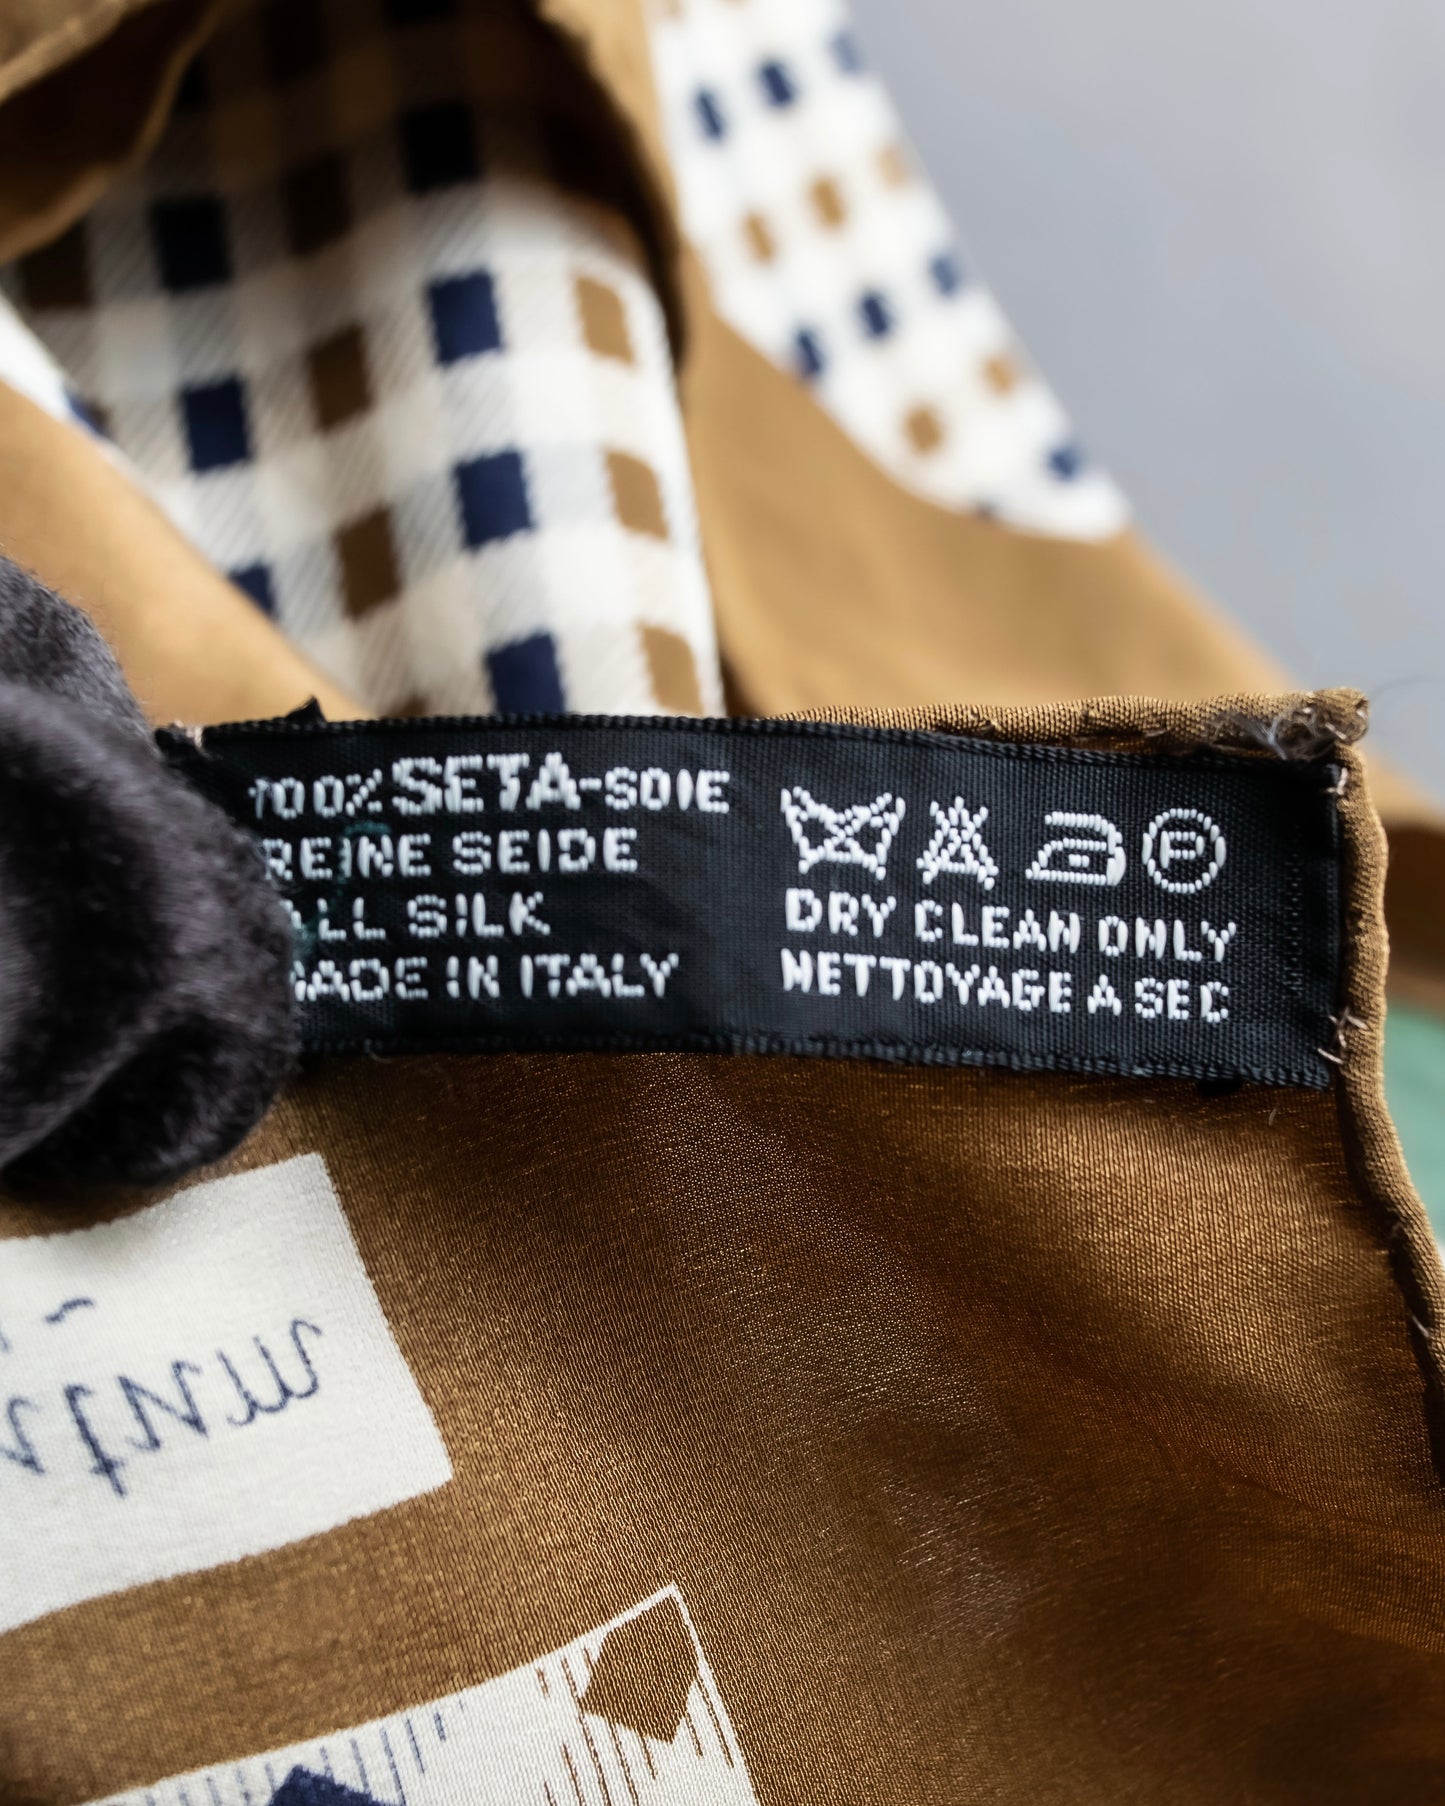 100% SETA-SOIE
REINE SEIDE
ALL SILK
MADE IN ITALY
P
DRY CLEAN ONLY
NETTOYAGE A SEC